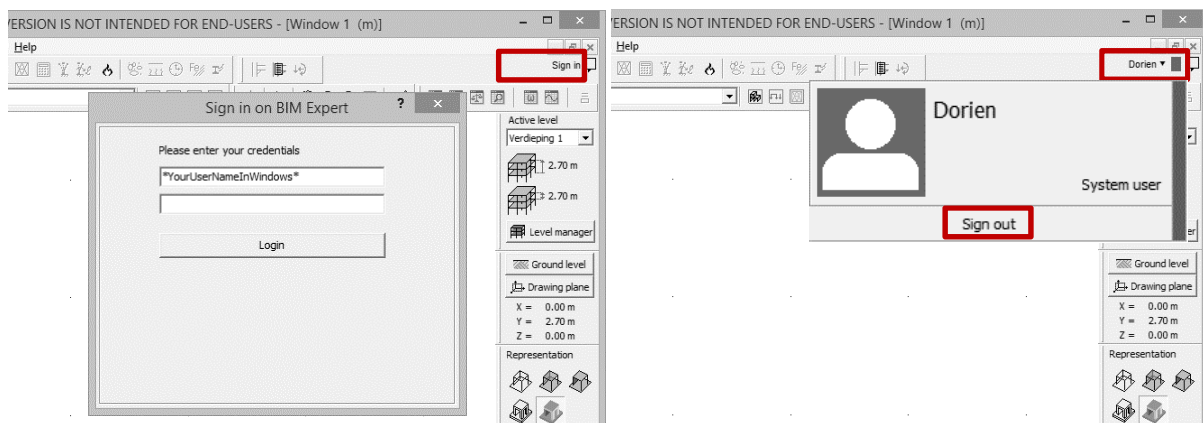 VERSION IS NOT INTENDED FOR END-USERS - [Window 1 (m)]
Help
Sign in
Sign in on BIM Expert ?
Please enter your credentials
*YourUserNameInWindows*
Login
Active level
Verdieping 1
2.70 m
2.70 m
Level manager
Ground level
Drawing plane
X = 0.00 m
Y = 2.70 m
Z = 0.00 m
Representation
VERSION IS NOT INTENDED FOR END-USERS - [Window 1 (m)]
Help
Dorien
Dorien
System user
Sign out
er
Ground level
Drawing plane
X = 0.00 m
Y = 2.70 m
Z = 0.00 m
Representation